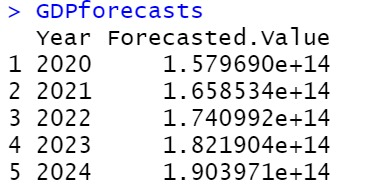 > GDPforecasts
Year Forecasted.Value
1 2020 1.579690e+14
2 2021 1.658534e+14
3 2022 1.740992e+14
4 2023 1.821904e+14
5 2024 1.903971e+14